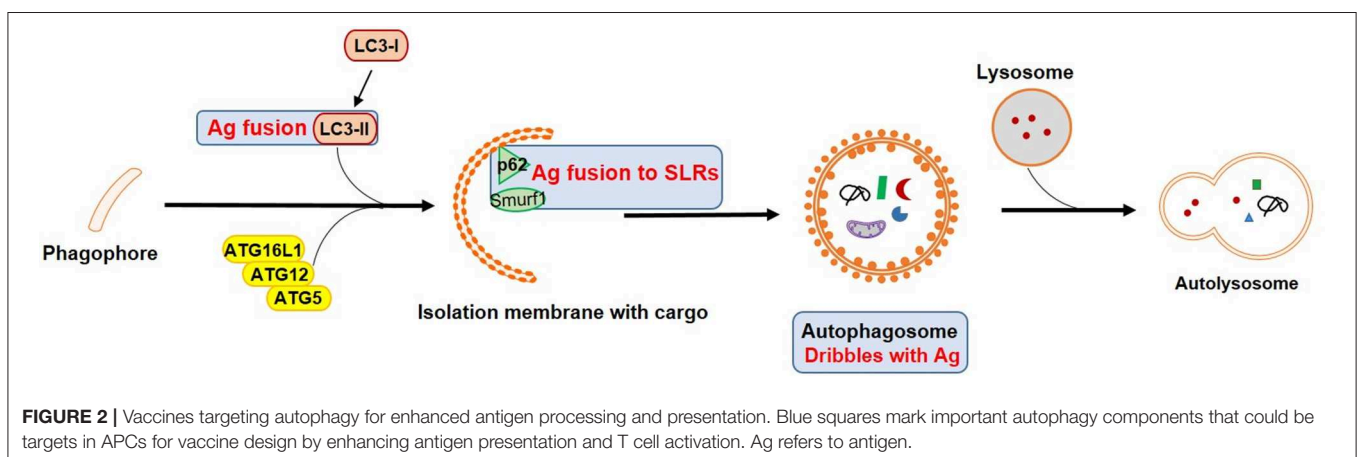 LC3-I
Ag fusion LC3-II
Phagophore
ATG16L1
ATG12
ATG5
p62
Ag fusion to SLRs
Smurf1
Isolation membrane with cargo
Autophagosome
Dribbles with Ag
Lysosome
Autolysosome
FIGURE 2 | Vaccines targeting autophagy for enhanced antigen processing and presentation. Blue squares mark important autophagy components that could be
targets in APCs for vaccine design by enhancing antigen presentation and T cell activation. Ag refers to antigen.